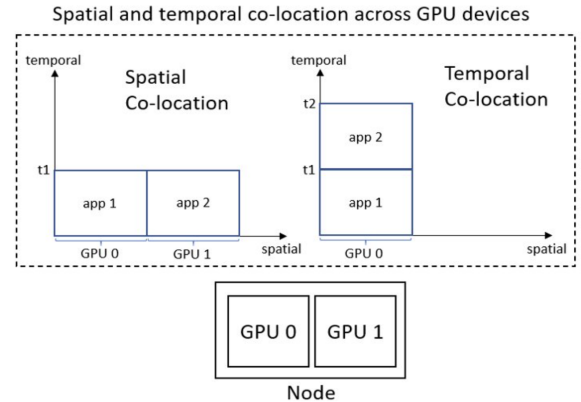 Spatial and temporal co-location across GPU devices
temporal
Spatial
Co-location
t1
app 1
app 2
GPU 0
GPU 1
spatial
temporal
Temporal
Co-location
t2
app 2
t1
app 1
GPU 0
spatial
GPU 0
GPU 1
Node